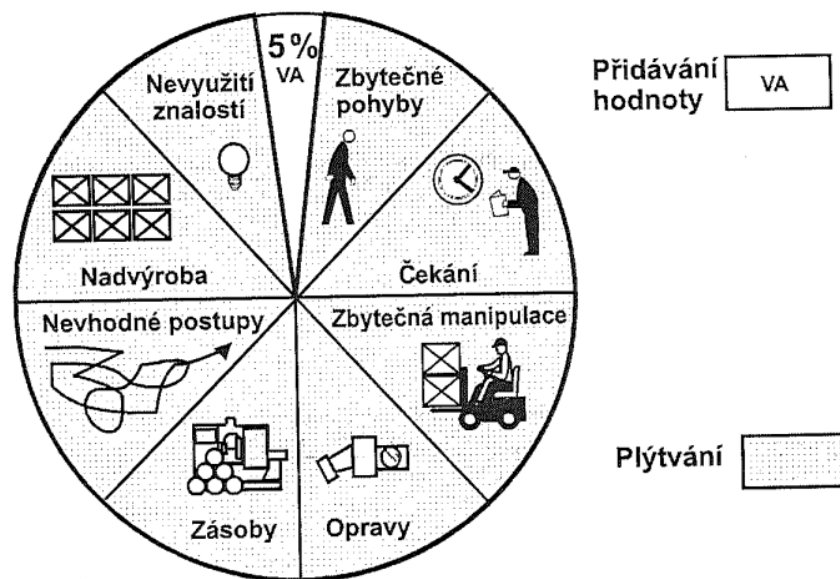 5%
VA
Nevyužití
znalostí
Zbytečné
pohyby
Přidávání
hodnoty
VA
Nadvýroba
Čekání
Nevhodné postupy
Zbytečná manipulace
Plýtvání
Zásoby
Opravy